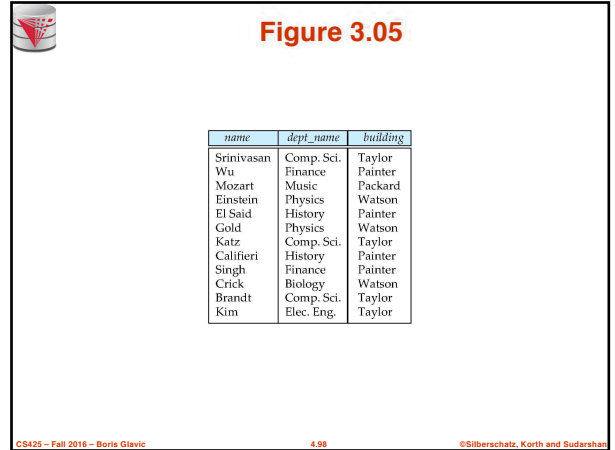 Figure 3.05
name dept_name building
Srinivasan Comp. Sci. Taylor
Wu Finance Painter
Mozart Music Packard
Einstein Physics Watson
El Said History Painter
Gold Physics Watson
Katz Comp. Sci. Taylor
Califieri History Painter
Singh Finance Painter
Crick Biology Watson
Brandt Comp. Sci. Taylor
Kim Elec. Eng. Taylor
CS425 – Fall 2016 – Boris Glavic 4.98 ©Silberschatz, Korth and Sudarshan